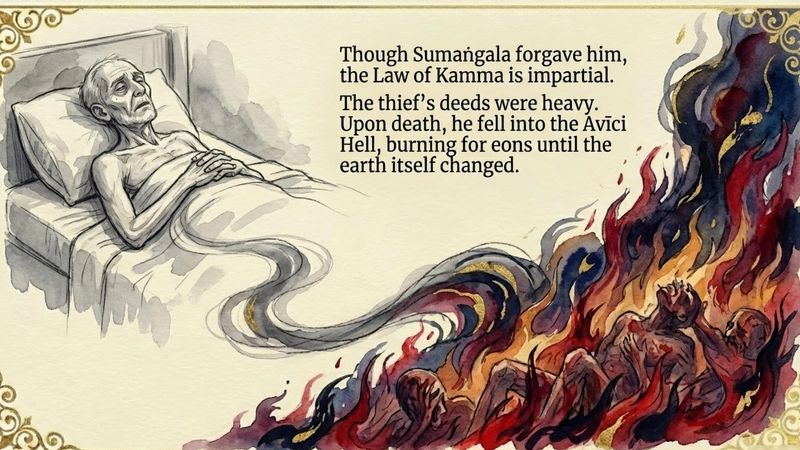 Though Sumaṅgala forgave him,
the Law of Kamma is impartial.
The thief’s deeds were heavy.
Upon death, he fell into the Avīci
Hell, burning for eons until the
earth itself changed.